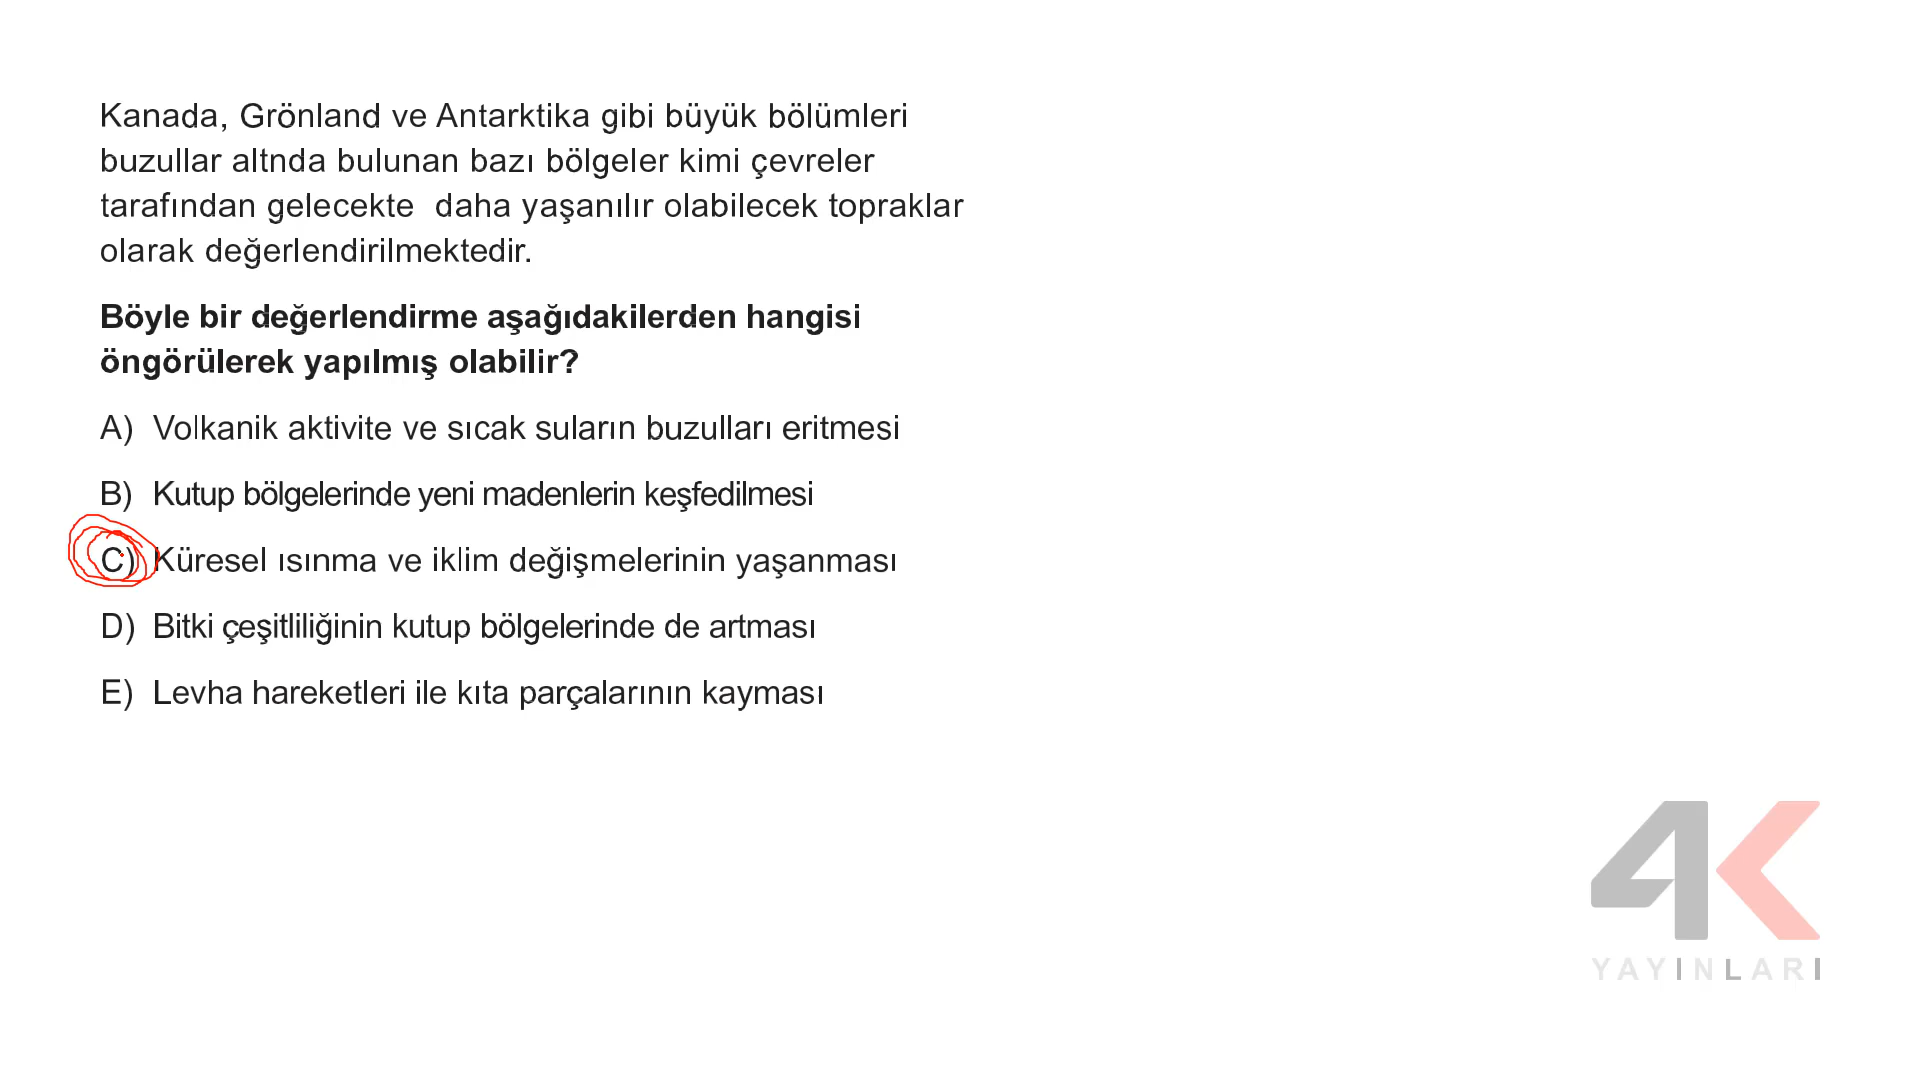 Kanada, Grönland ve Antarktika gibi büyük bölümleri
buzullar altnda bulunan bazı bölgeler kimi çevreler
tarafından gelecekte daha yaşanılır olabilecek topraklar
olarak değerlendirilmektedir.
Böyle bir değerlendirme aşağıdakilerden hangisi
öngörülerek yapılmış olabilir?
A) Volkanik aktivite ve sıcak suların buzulları eritmesi
B) Kutup bölgelerinde yeni madenlerin keşfedilmesi
C) Küresel ısınma ve iklim değişmelerinin yaşanması
D) Bitki çeşitliliğinin kutup bölgelerinde de artması
E) Levha hareketleri ile kıta parçalarının kayması
4K
YAYINLARI